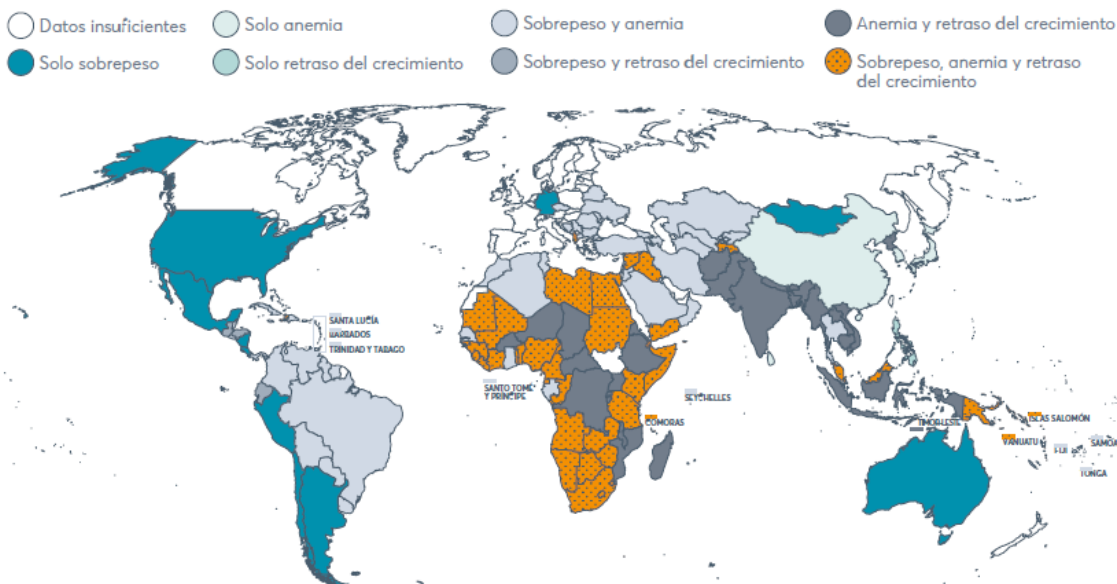 Datos insuficientes
Solo anemia
Sobrepeso y anemia
Anemia y retraso del crecimiento
Solo sobrepeso
Solo retraso del crecimiento
Sobrepeso y retraso del crecimiento
Sobrepeso, anemia y retraso
del crecimiento
SANTA LUCÍA
BARBADOS
TRINIDAD Y TABAGO
SANTO TOMÉ
Y PRÍNCIPE
SEYCHELLES
COMORAS
TIMOR-LESTE
ISLAS SALOMÓN
VANUATU
FIJI
SAMOA
TONGA